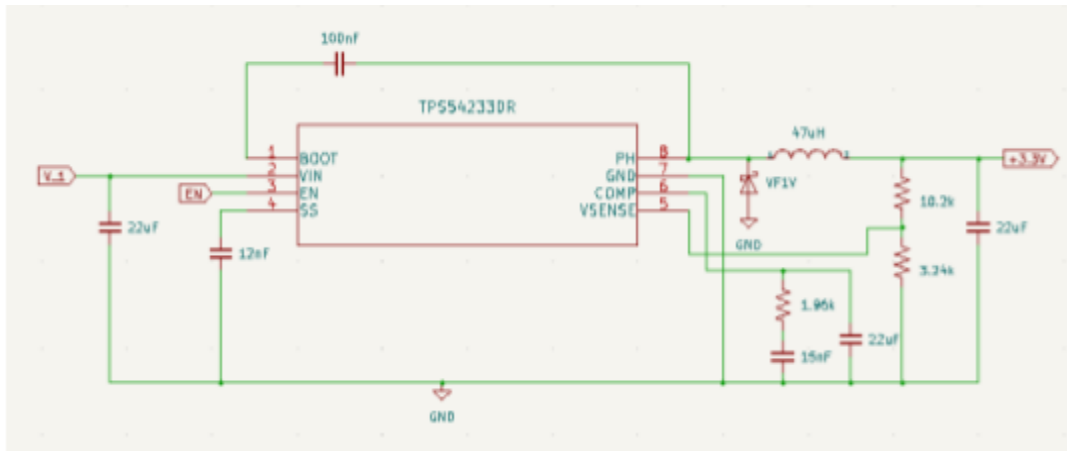 100nF
TPS54233DR
47uH
1 BOOT
2 VIN
3 EN
4 SS
PH 8
GND 7
COMP 6
VSENSE 5
V_1
EN
+3.3V
VF1V
GND
10.2k
3.24k
22uF
22uF
12nF
1.96k
15nF
22uF
GND